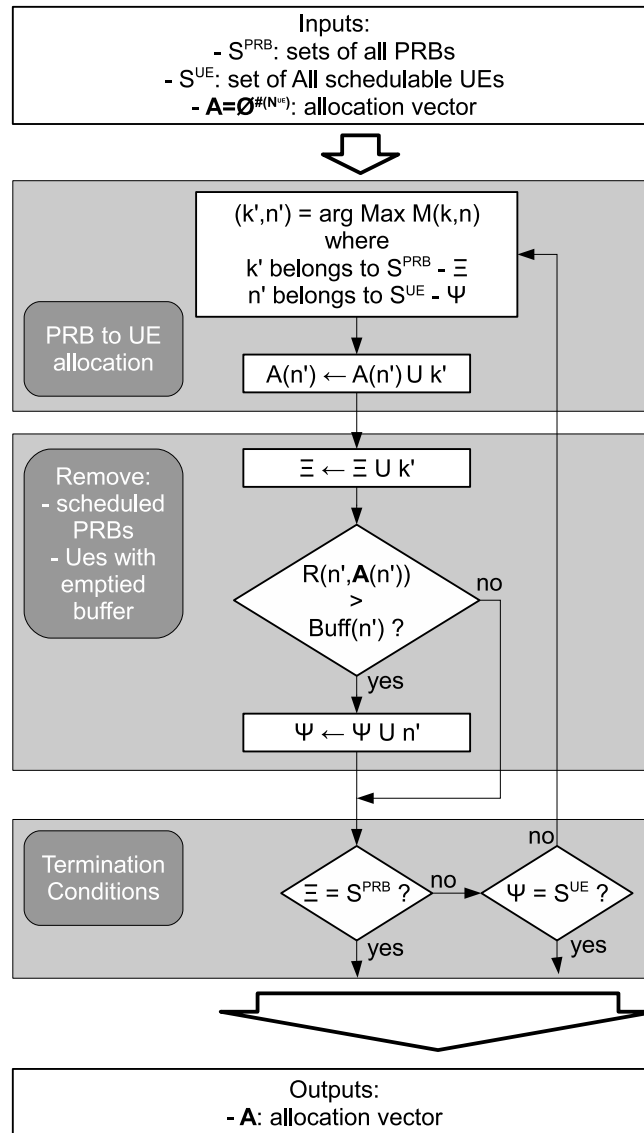 Inputs:
- S^PRB: sets of all PRBs
- S^UE: set of All schedulable UEs
- A=Ø^#(N^UE): allocation vector
(k',n') = arg Max M(k,n)
where
k' belongs to S^PRB - Ξ
n' belongs to S^UE - Ψ
PRB to UE
allocation
A(n') ← A(n') U k'
Remove:
- scheduled
PRBs
- Ues with
emptied
buffer
Ξ ← Ξ U k'
R(n',A(n'))
>
Buff(n') ?
no
yes
Ψ ← Ψ U n'
Termination
Conditions
Ξ = S^PRB ?
no
yes
no
Ψ = S^UE ?
yes
Outputs:
- A: allocation vector